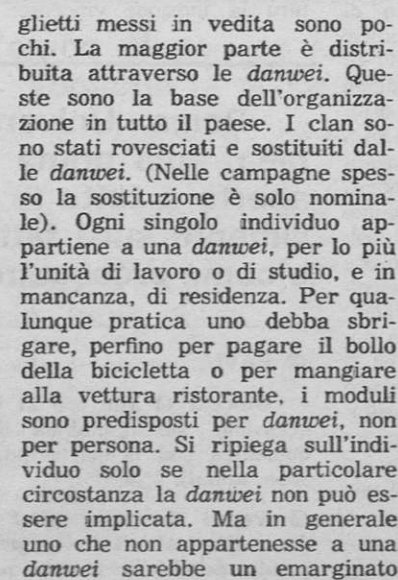 glietti messi in vedita sono po-
chi. La maggior parte è distri-
buita attraverso le danwei. Que-
ste sono la base dell'organizza-
zione in tutto il paese. I clan so-
no stati rovesciati e sostituiti dal-
le danwei. (Nelle campagne spes-
so la sostituzione è solo nomina-
le). Ogni singolo individuo ap-
partiene a una danwei, per lo più
l'unità di lavoro o di studio, e in
mancanza, di residenza. Per qua-
lunque pratica uno debba sbri-
gare, perfino per pagare il bollo
della bicicletta o per mangiare
alla vettura ristorante, i moduli
sono predisposti per danwei, non
per persona. Si ripiega sull'indi-
viduo solo se nella particolare
circostanza la danwei non può es-
sere implicata. Ma in generale
uno che non appartenesse a una
danwei sarebbe un emarginato